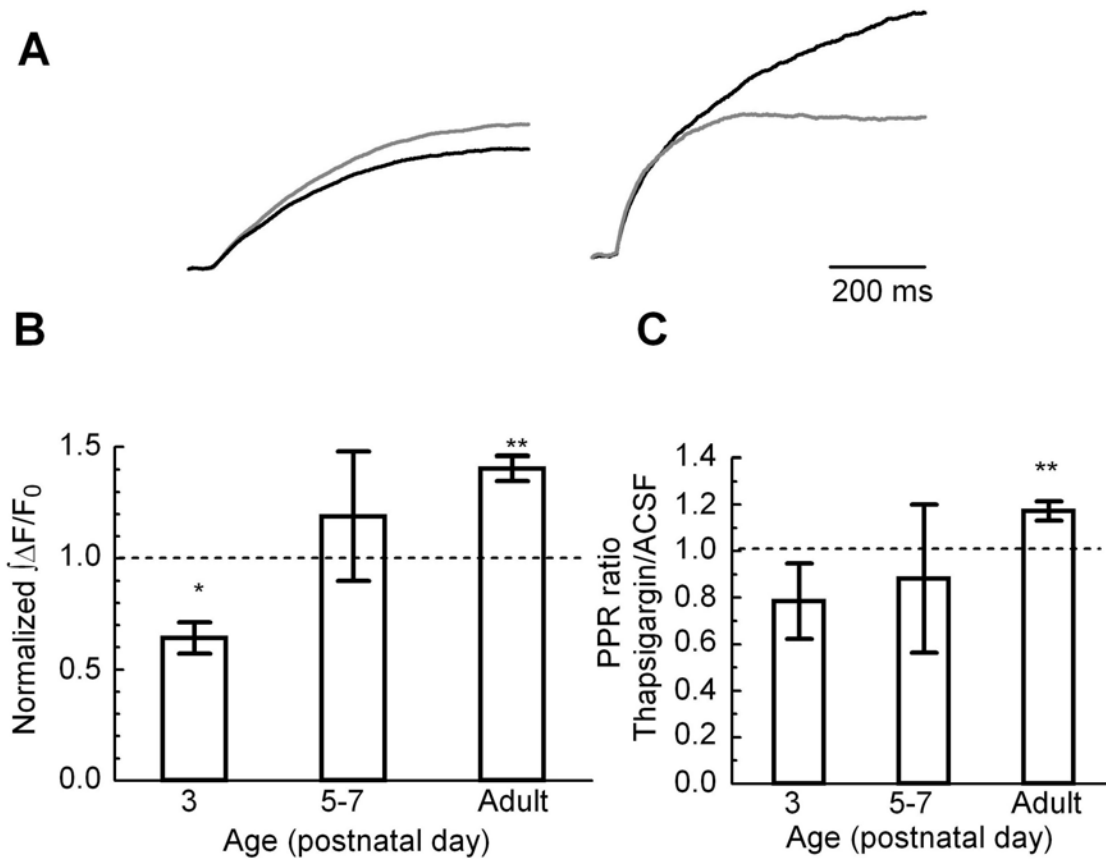 A
200 ms
B
Normalized ∫ΔF/F₀
1.5
1.0
0.5
0.0
*
**
3
5-7
Adult
Age (postnatal day)
C
PPR ratio
Thapsigargin/ACSF
1.4
1.2
1.0
0.8
0.6
0.4
0.2
0.0
**
3
5-7
Adult
Age (postnatal day)